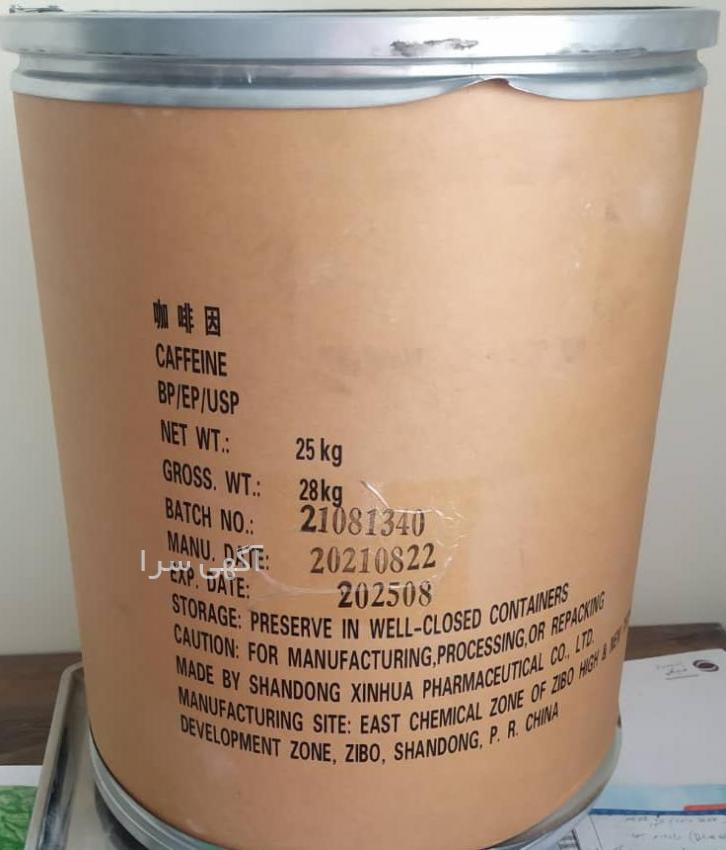 咖啡因
CAFFEINE
BP/EP/USP
NET WT.: 25 kg
GROSS. WT.: 28kg
BATCH NO.: 21081340
MANU. DATE: 20210822
آگهی سرا
EXP. DATE: 202508
STORAGE: PRESERVE IN WELL-CLOSED CONTAINERS
CAUTION: FOR MANUFACTURING,PROCESSING,OR REPACKING
MADE BY SHANDONG XINHUA PHARMACEUTICAL CO., LTD.
MANUFACTURING SITE: EAST CHEMICAL ZONE OF ZIBO HIGH & NEW
DEVELOPMENT ZONE, ZIBO, SHANDONG, P. R. CHINA